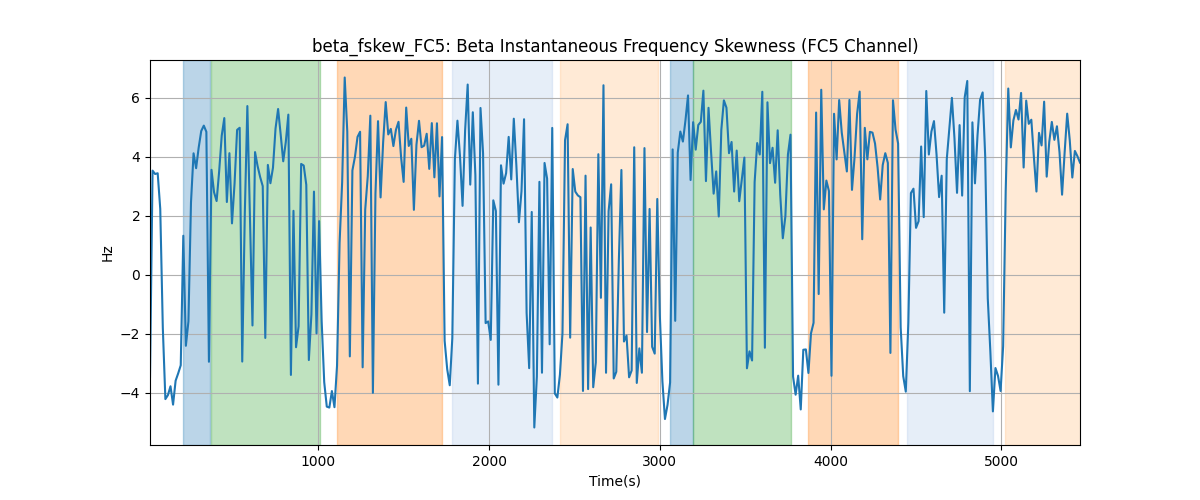 beta_fskew_FC5: Beta Instantaneous Frequency Skewness (FC5 Channel)
Hz
6
4
2
0
−2
−4
1000 2000 3000 4000 5000
Time(s)